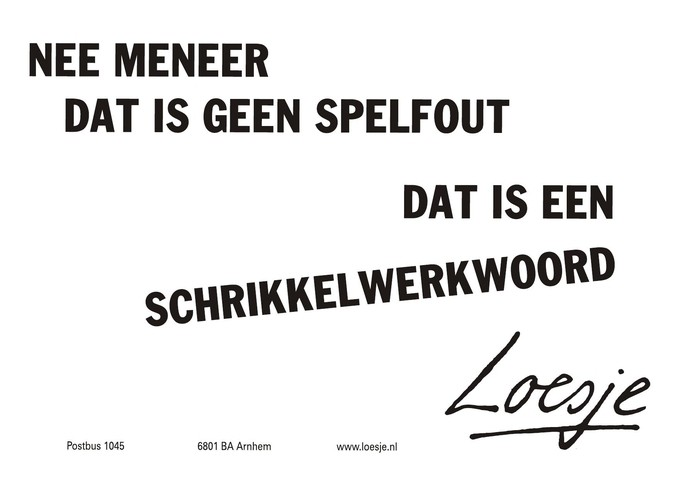 NEE MENEER
DAT IS GEEN SPELFOUT
DAT IS EEN
SCHRIKKELWERKWOORD
Loesje
Postbus 1045 6801 BA Arnhem www.loesje.nl